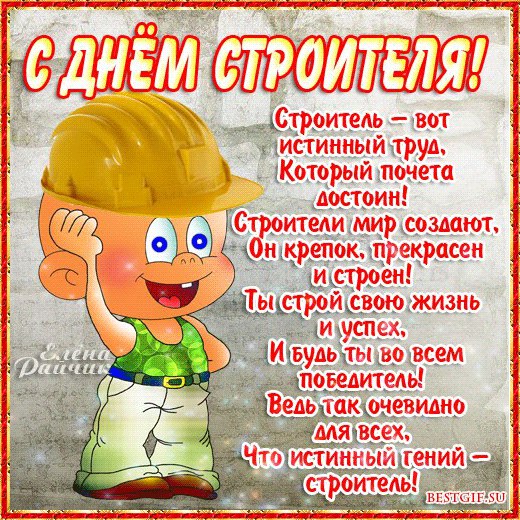 С ДНЁМ СТРОИТЕЛЯ!
Строитель – вот
истинный труд,
Который почета
достоин!
Строители мир создают,
Он крепок, прекрасен
и строен!
Ты строй свою жизнь
и успех,
И будь ты во всем
победитель!
Ведь так очевидно
для всех,
Что истинный гений –
строитель!
Елёна
Райчик
BESTGIF.SU